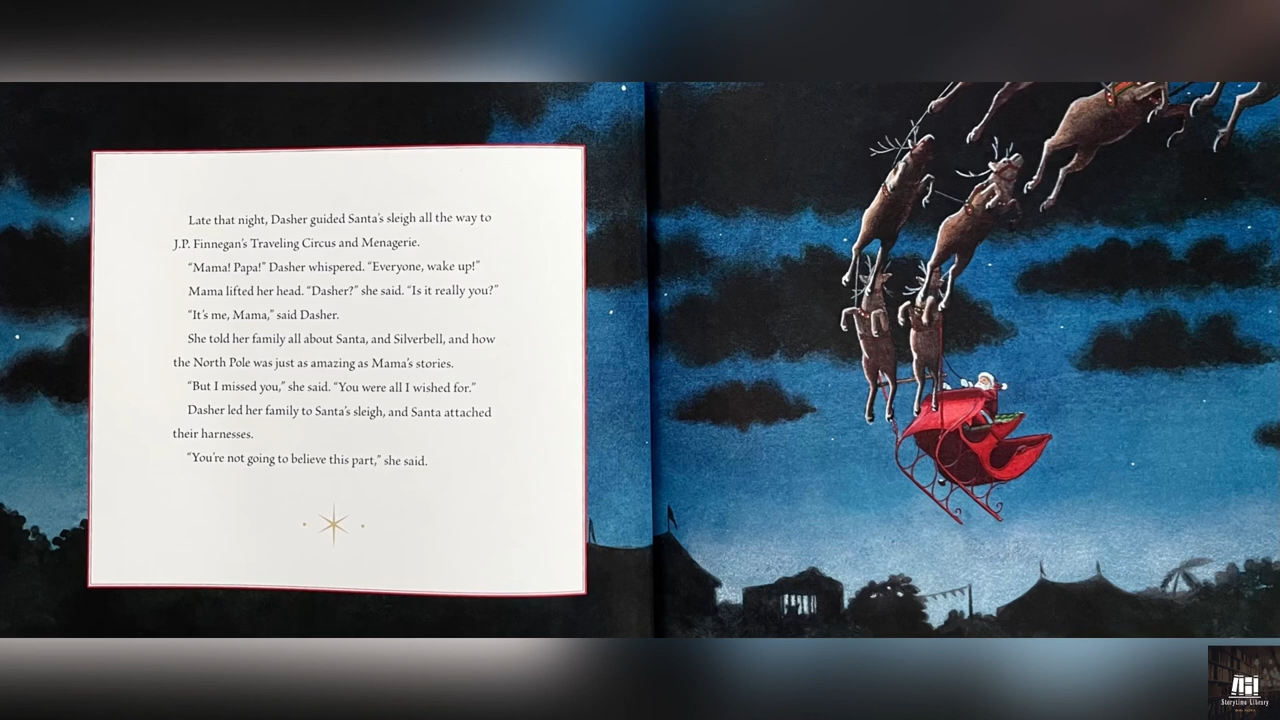 Late that night, Dasher guided Santa’s sleigh all the way to
J.P. Finnegan’s Traveling Circus and Menagerie.
“Mama! Papa!” Dasher whispered. “Everyone, wake up!”
Mama lifted her head. “Dasher?” she said. “Is it really you?”
“It’s me, Mama,” said Dasher.
She told her family all about Santa, and Silverbell, and how
the North Pole was just as amazing as Mama’s stories.
“But I missed you,” she said. “You were all I wished for.”
Dasher led her family to Santa’s sleigh, and Santa attached
their harnesses.
“You’re not going to believe this part,” she said.
Storytime Library